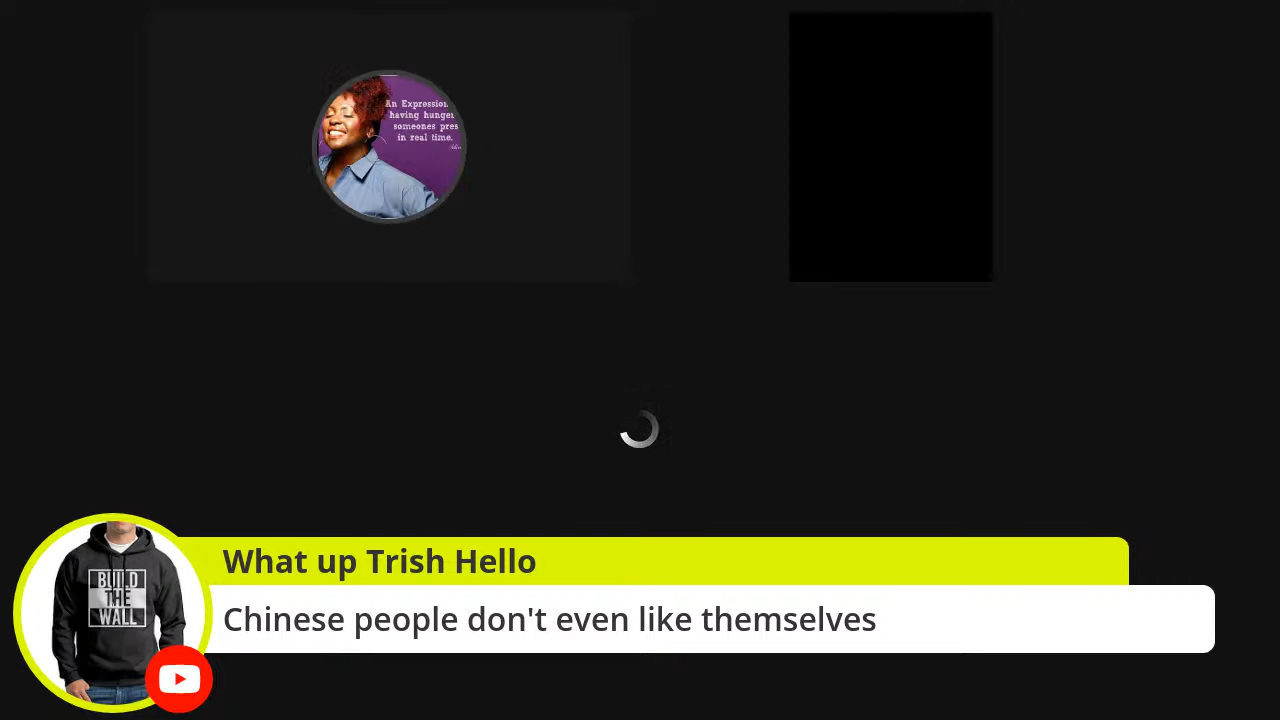 An Expression
having hunger
someones pres
in real time.
What up Trish Hello
Chinese people don't even like themselves
BUILD
THE
WALL